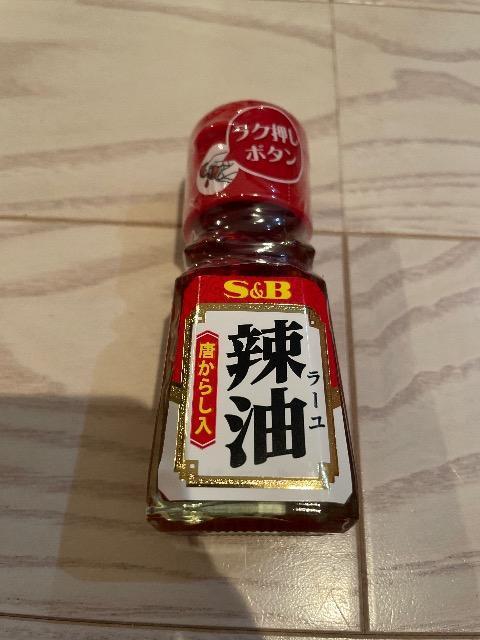 ラク押し
ボタン
S&B
辣油
ラーユ
唐からし入